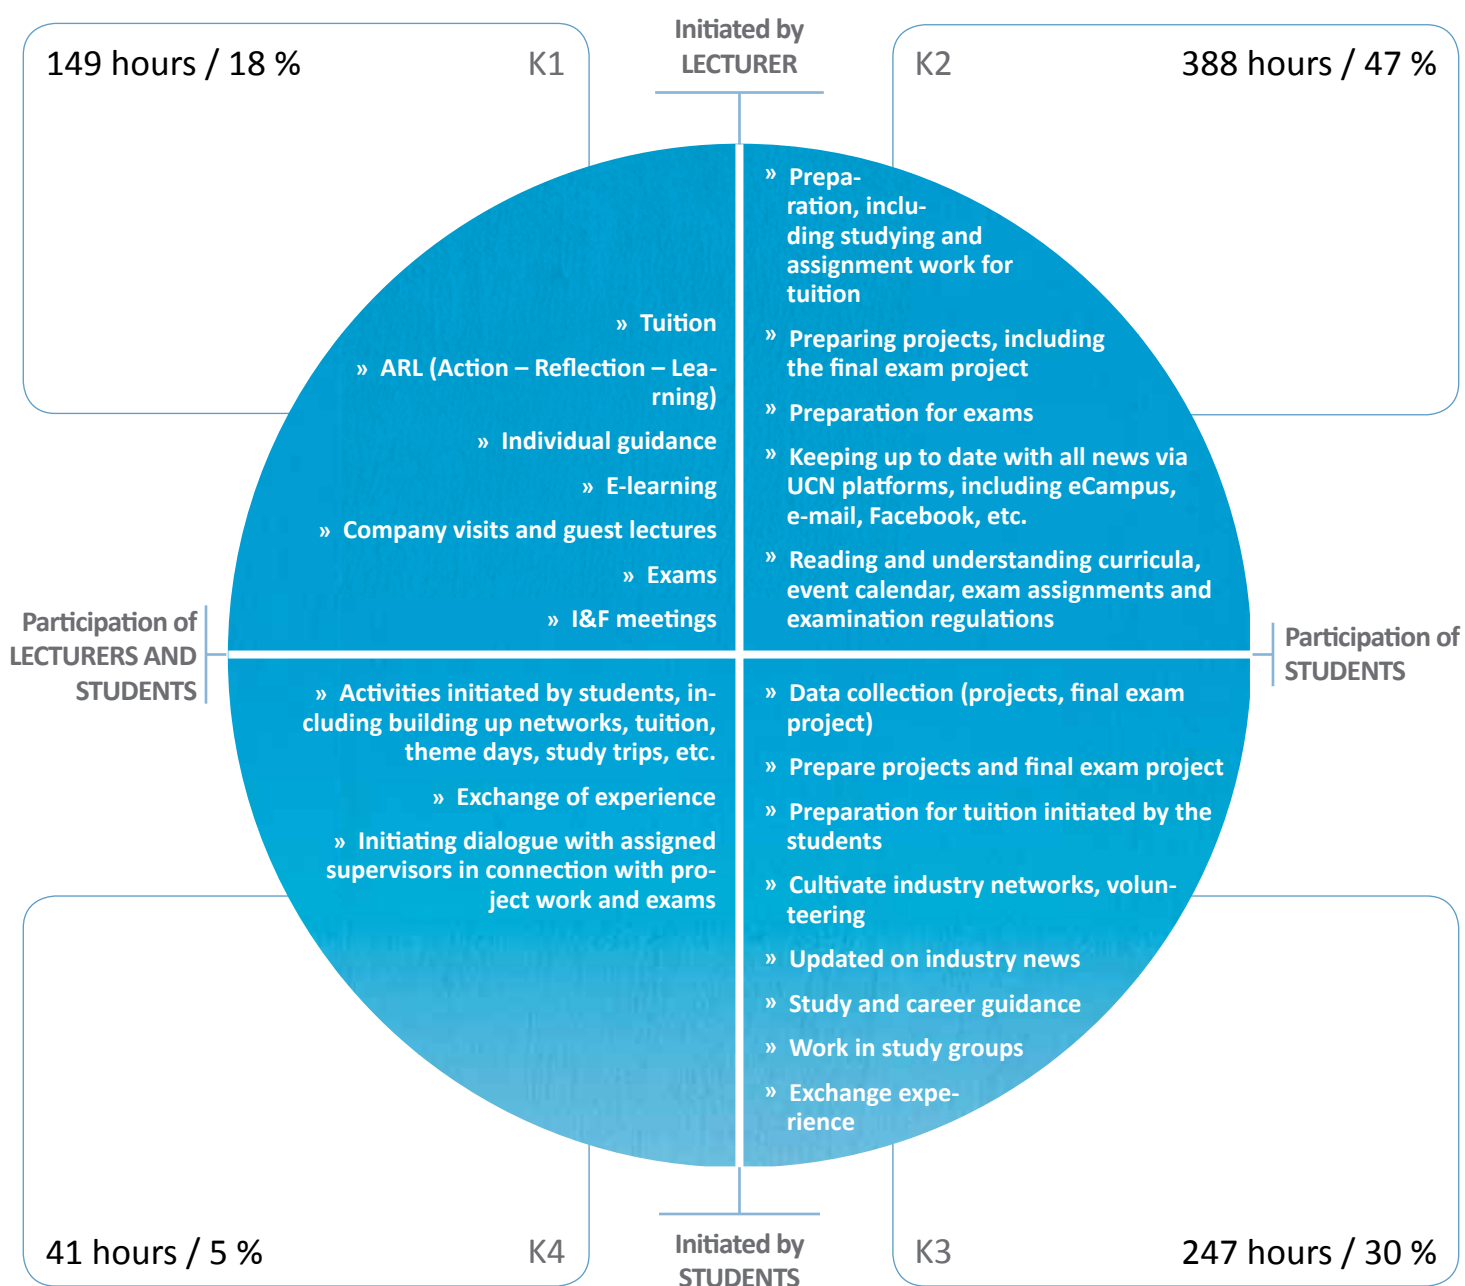 Initiated by
LECTURER
149 hours / 18 %
K1
K2
388 hours / 47 %
» Tuition
» ARL (Action – Reflection – Lea-
rning)
» Individual guidance
» E-learning
» Company visits and guest lectures
» Exams
» I&F meetings
» Prepa-
ration, inclu-
ding studying and
assignment work for
tuition
» Preparing projects, including
the final exam project
» Preparation for exams
» Keeping up to date with all news via
UCN platforms, including eCampus,
e-mail, Facebook, etc.
» Reading and understanding curricula,
event calendar, exam assignments and
examination regulations
Participation of
LECTURERS AND
STUDENTS
Participation of
STUDENTS
» Activities initiated by students, in-
cluding building up networks, tuition,
theme days, study trips, etc.
» Exchange of experience
» Initiating dialogue with assigned
supervisors in connection with pro-
ject work and exams
» Data collection (projects, final exam
project)
» Prepare projects and final exam project
» Preparation for tuition initiated by the
students
» Cultivate industry networks, volun-
teering
» Updated on industry news
» Study and career guidance
» Work in study groups
» Exchange expe-
rience
41 hours / 5 %
K4
Initiated by
STUDENTS
K3
247 hours / 30 %